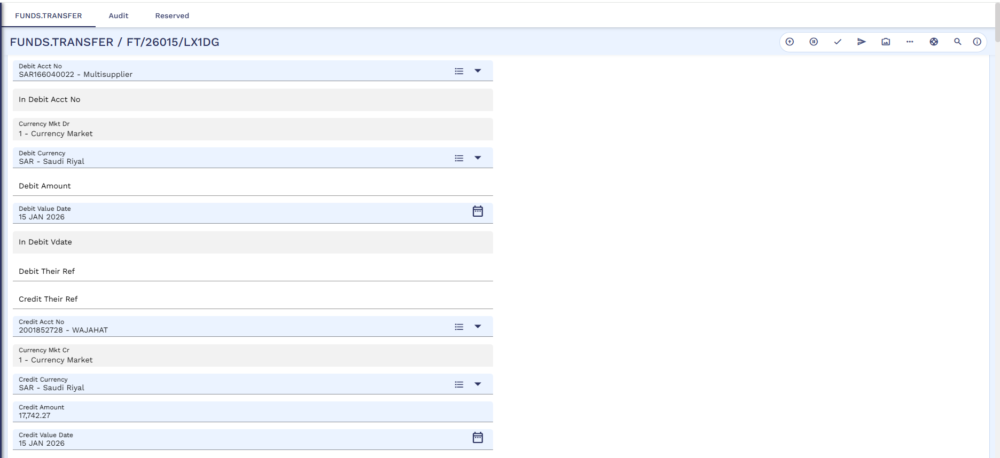 FUNDS.TRANSFER Audit Reserved
FUNDS.TRANSFER / FT/26015/LX1DG
Debit Acct No
SAR166040022 - Multisupplier
In Debit Acct No
Currency Mkt Dr
1 - Currency Market
Debit Currency
SAR - Saudi Riyal
Debit Amount
Debit Value Date
15 JAN 2026
In Debit Vdate
Debit Their Ref
Credit Their Ref
Credit Acct No
2001852728 - WAJAHAT
Currency Mkt Cr
1 - Currency Market
Credit Currency
SAR - Saudi Riyal
Credit Amount
17,742.27
Credit Value Date
15 JAN 2026